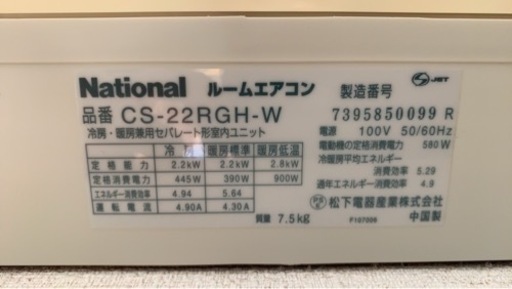 National ルームエアコン
品番 CS-22RGH-W
冷房・暖房兼用セパレート形室内ユニット
冷房 暖房標準 暖房低温
定格能力 2.2kW 2.2kW 2.8kW
定格消費電力 445W 390W 900W
エネルギー消費効率 4.94 5.64
運転電流 4.90A 4.30A
質量 7.5kg
S JET
製造番号
7395850099 R
電源 100V 50/60Hz
電動機の定格消費電力 580W
冷暖房平均エネルギー
消費効率 5.29
通年エネルギー消費効率 4.9
松下電器産業株式会社
F107006 中国製